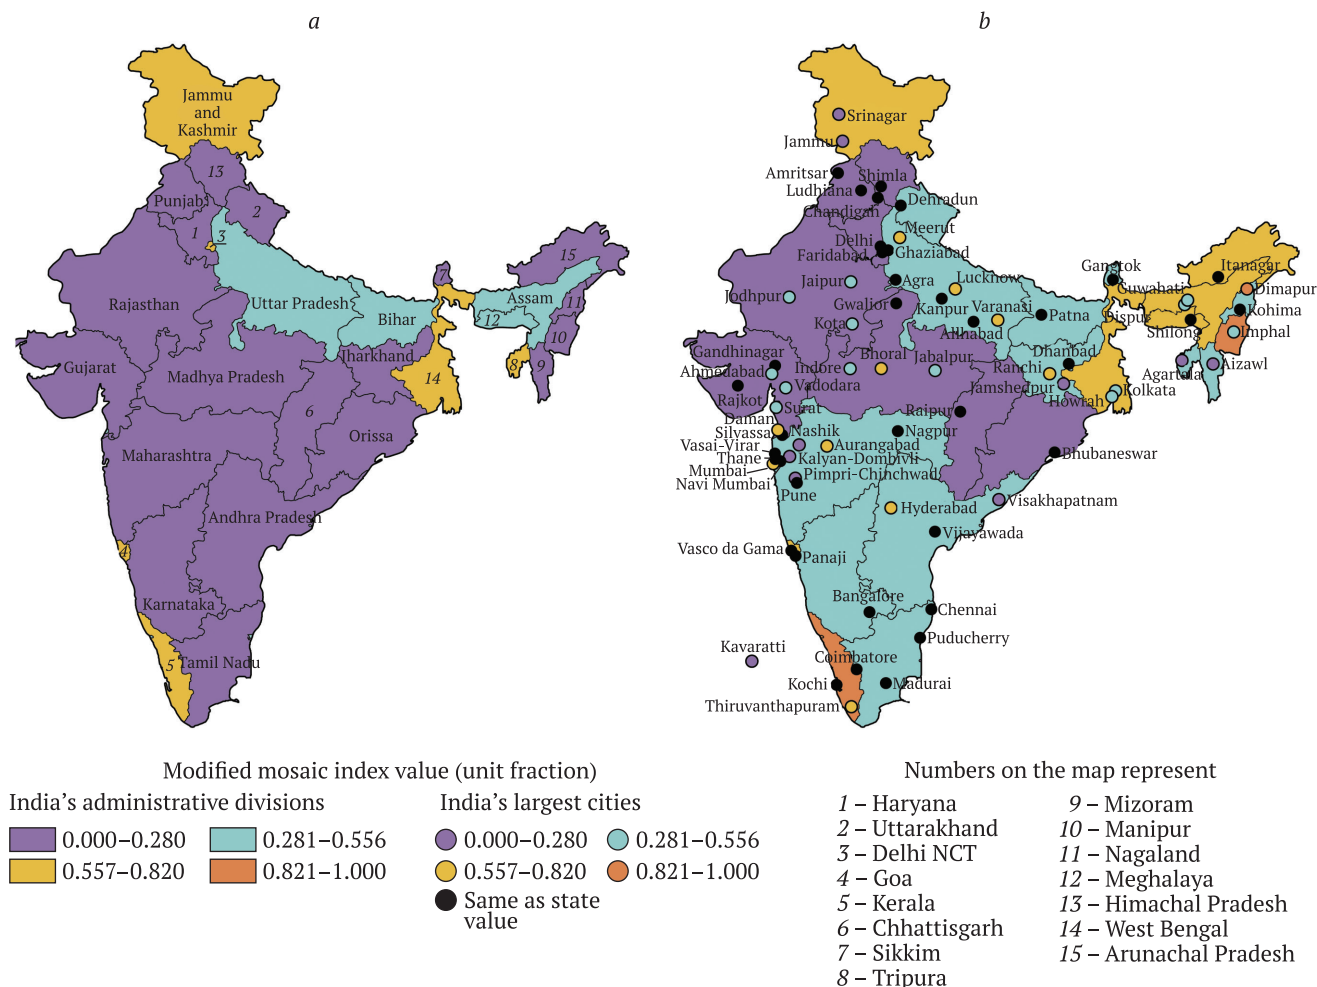 a
Jammu
and
Kashmir
13
Punjab
2
1
3
15
7
Rajasthan
Uttar Pradesh
Assam
11
12
Bihar
10
Jharkhand
Gujarat
Madhya Pradesh
8
9
14
6
Orissa
Maharashtra
Andhra Pradesh
4
Karnataka
5
Tamil Nadu
b
Srinagar
Jammu
Amritsar
Shimla
Ludhiana
Dehradun
Chandigah
Meerut
Delhi
Faridabad
Ghaziabad
Gangtok
Itanagar
Jaipur
Agra
Lucknow
Guwahati
Dimapur
Jodhpur
Gwalior
Kanpur
Varanasi
Patna
Dispur
Kohima
Kota
Allhabad
Shilong
Imphal
Gandhinagar
Bhoral
Jabalpur
Dhanbad
Ahmedabad
Indore
Ranchi
Agartala
Aizawl
Vadodara
Jamshedpur
Kolkata
Rajkot
Surat
Howrah
Daman
Raipur
Silvassa
Nashik
Nagpur
Vasai-Virar
Aurangabad
Thane
Kalyan-Dombivli
Bhubaneswar
Mumbai
Pimpri-Chinchwad
Navi Mumbai
Pune
Visakhapatnam
Hyderabad
Vijayawada
Vasco da Gama
Panaji
Bangalore
Chennai
Puducherry
Kavaratti
Coimbatore
Kochi
Madurai
Thiruvanthapuram
Modified mosaic index value (unit fraction)
India's administrative divisions
0.000–0.280
0.281–0.556
0.557–0.820
0.821–1.000
India's largest cities
0.000–0.280
0.281–0.556
0.557–0.820
0.821–1.000
Same as state
value
Numbers on the map represent
1 – Haryana
2 – Uttarakhand
3 – Delhi NCT
4 – Goa
5 – Kerala
6 – Chhattisgarh
7 – Sikkim
8 – Tripura
9 – Mizoram
10 – Manipur
11 – Nagaland
12 – Meghalaya
13 – Himachal Pradesh
14 – West Bengal
15 – Arunachal Pradesh